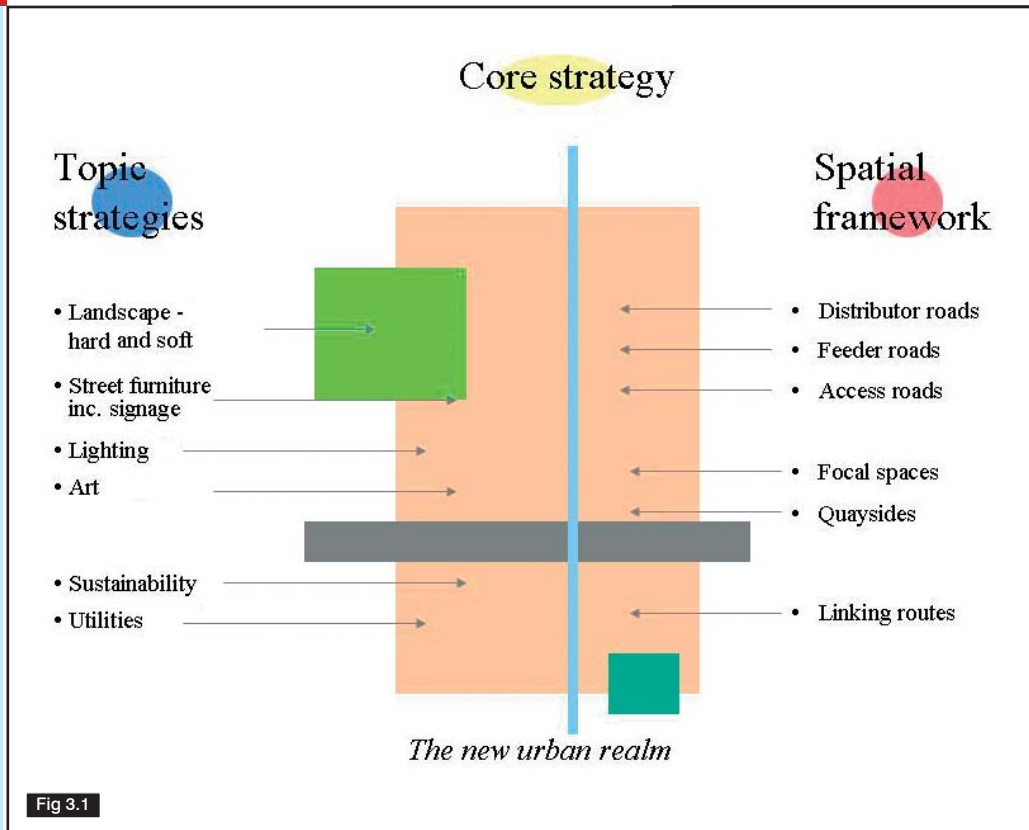 Core strategy
Topic
strategies
• Landscape -
hard and soft
• Street furniture
inc. signage
• Lighting
• Art
• Sustainability
• Utilities
Spatial
framework
• Distributor roads
• Feeder roads
• Access roads
• Focal spaces
• Quaysides
• Linking routes
The new urban realm
Fig 3.1